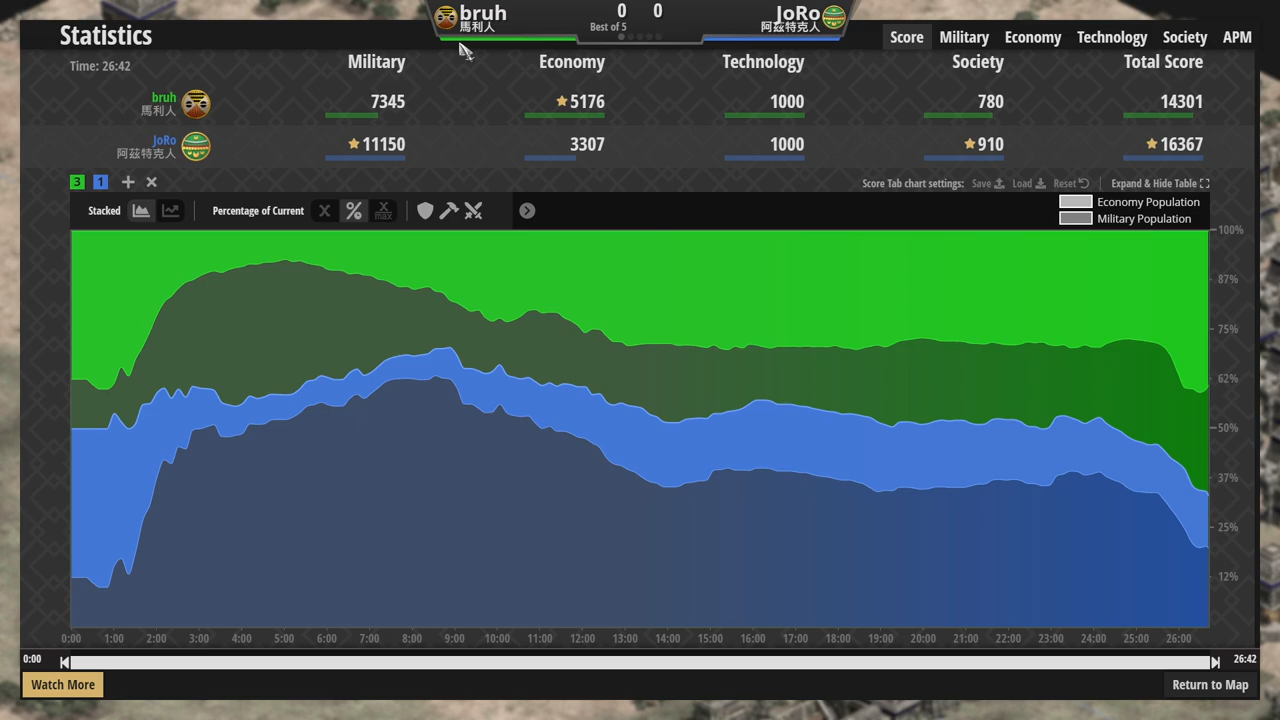 bruh
馬利人
0 0
Best of 5
JoRo
阿茲特克人
Statistics
Score Military Economy Technology Society APM
Time: 26:42
Military Economy Technology Society Total Score
bruh
馬利人
7345 5176 1000 780 14301
JoRo
阿茲特克人
11150 3307 1000 910 16367
3 1
Score Tab chart settings: Save Load Reset Expand & Hide Table
Stacked Percentage of Current X % X max
Economy Population
Military Population
100%
87%
75%
62%
50%
37%
25%
12%
0:00 1:00 2:00 3:00 4:00 5:00 6:00 7:00 8:00 9:00 10:00 11:00 12:00 13:00 14:00 15:00 16:00 17:00 18:00 19:00 20:00 21:00 22:00 23:00 24:00 25:00 26:00
0:00 26:42
Watch More Return to Map